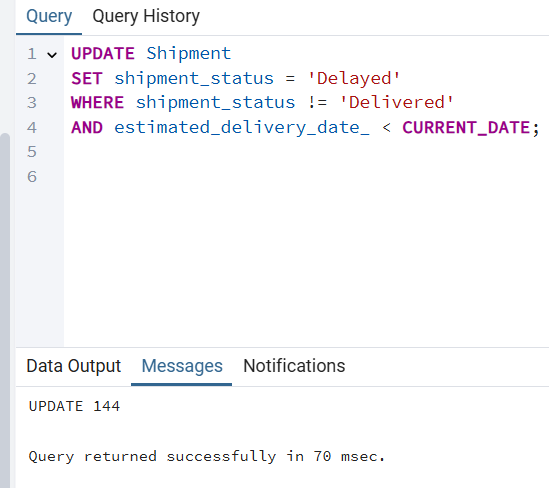 Query Query History
1 UPDATE Shipment
2 SET shipment_status = 'Delayed'
3 WHERE shipment_status != 'Delivered'
4 AND estimated_delivery_date_ < CURRENT_DATE;
5
6
Data Output Messages Notifications
UPDATE 144
Query returned successfully in 70 msec.